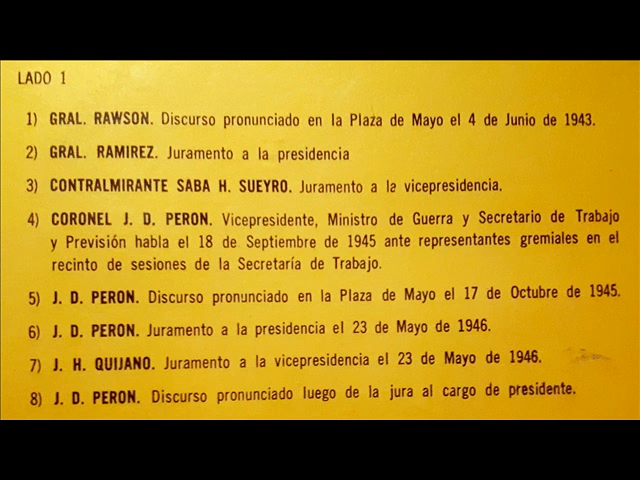 LADO 1
1) GRAL. RAWSON. Discurso pronunciado en la Plaza de Mayo el 4 de Junio de 1943.
2) GRAL. RAMIREZ. Juramento a la presidencia
3) CONTRALMIRANTE SABA H. SUEYRO. Juramento a la vicepresidencia.
4) CORONEL J. D. PERON. Vicepresidente, Ministro de Guerra y Secretario de Trabajo
y Previsión habla el 18 de Septiembre de 1945 ante representantes gremiales en el
recinto de sesiones de la Secretaría de Trabajo.
5) J. D. PERON. Discurso pronunciado en la Plaza de Mayo el 17 de Octubre de 1945.
6) J. D. PERON. Juramento a la presidencia el 23 de Mayo de 1946.
7) J. H. QUIJANO. Juramento a la vicepresidencia el 23 de Mayo de 1946.
8) J. D. PERON. Discurso pronunciado luego de la jura al cargo de presidente.